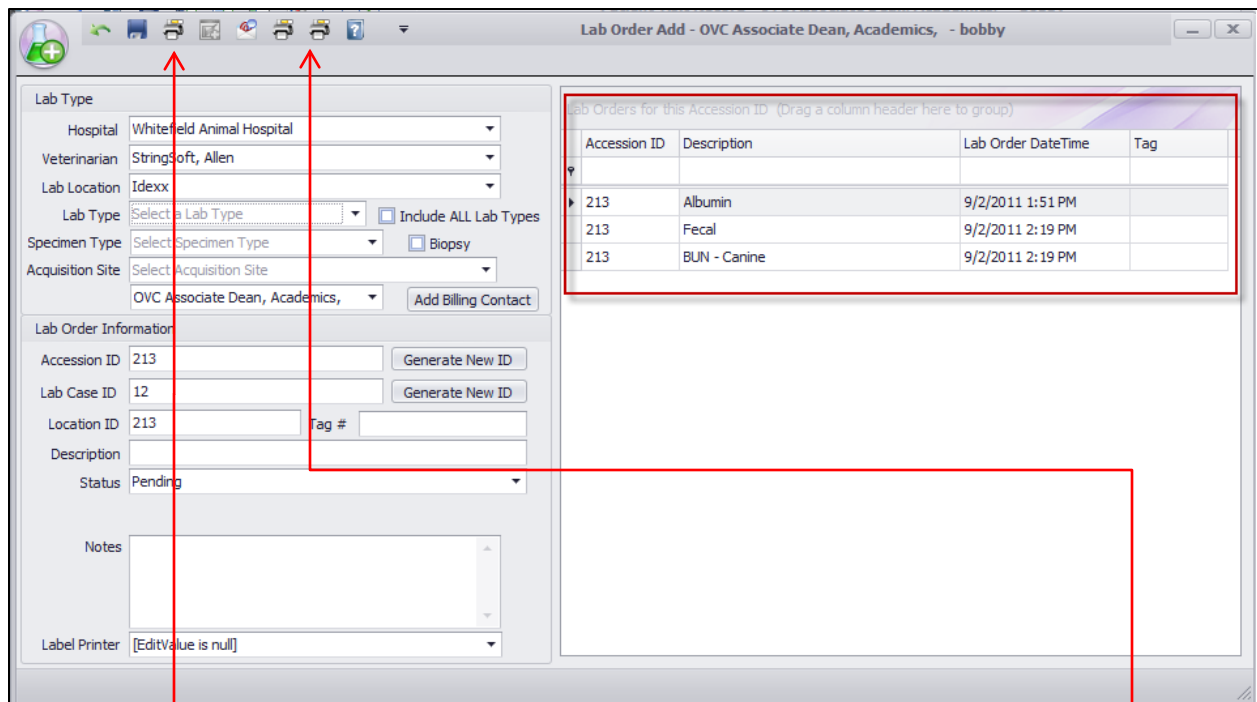 Lab Order Add - OVC Associate Dean, Academics, - bobby
Lab Type
Hospital Whitefield Animal Hospital
Veterinarian StringSoft, Allen
Lab Location Idexx
Lab Type Select a Lab Type Include ALL Lab Types
Specimen Type Select Specimen Type Biopsy
Acquisition Site Select Acquisition Site
OVC Associate Dean, Academics, Add Billing Contact
Lab Order Information
Accession ID 213 Generate New ID
Lab Case ID 12 Generate New ID
Location ID 213 Tag #
Description
Status Pending
Notes
Label Printer [EditValue is null]
Lab Orders for this Accession ID (Drag a column header here to group)
Accession ID Description Lab Order DateTime Tag
213 Albumin 9/2/2011 1:51 PM
213 Fecal 9/2/2011 2:19 PM
213 BUN - Canine 9/2/2011 2:19 PM